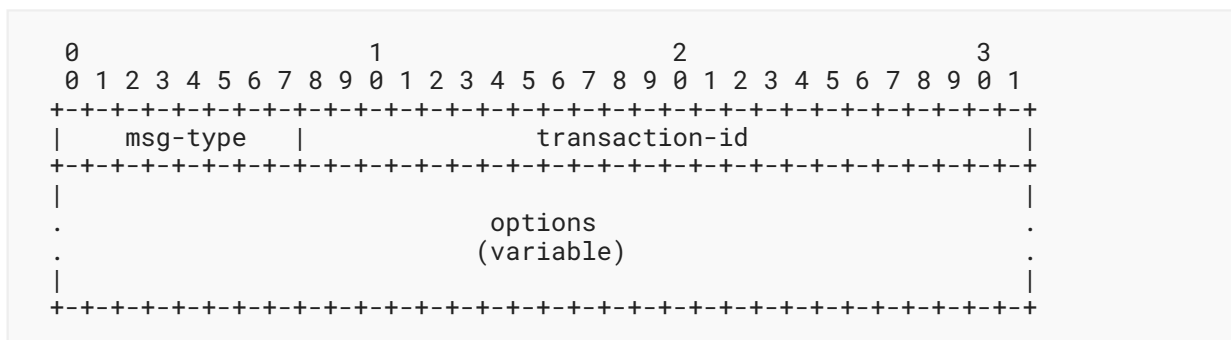 0                   1                   2                   3
 0 1 2 3 4 5 6 7 8 9 0 1 2 3 4 5 6 7 8 9 0 1 2 3 4 5 6 7 8 9 0 1
+-+-+-+-+-+-+-+-+-+-+-+-+-+-+-+-+-+-+-+-+-+-+-+-+-+-+-+-+-+-+-+-+
|    msg-type   |               transaction-id                  |
+-+-+-+-+-+-+-+-+-+-+-+-+-+-+-+-+-+-+-+-+-+-+-+-+-+-+-+-+-+-+-+-+
|                                                               |
.                            options                            .
.                           (variable)                          .
|                                                               |
+-+-+-+-+-+-+-+-+-+-+-+-+-+-+-+-+-+-+-+-+-+-+-+-+-+-+-+-+-+-+-+-+